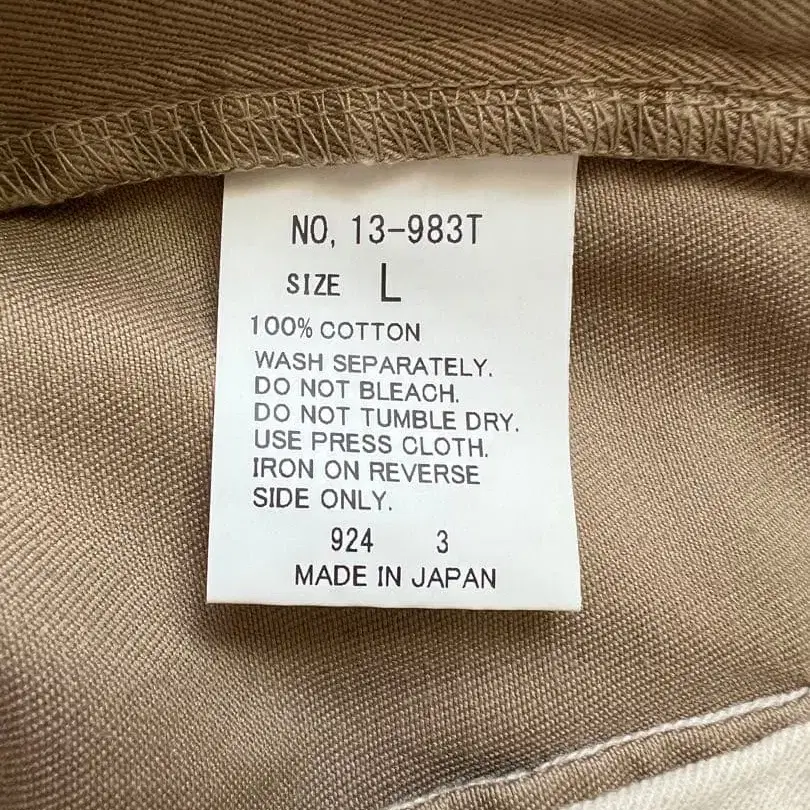 NO, 13-983T
SIZE L
100% COTTON
WASH SEPARATELY.
DO NOT BLEACH.
DO NOT TUMBLE DRY.
USE PRESS CLOTH.
IRON ON REVERSE
SIDE ONLY.
924 3
MADE IN JAPAN